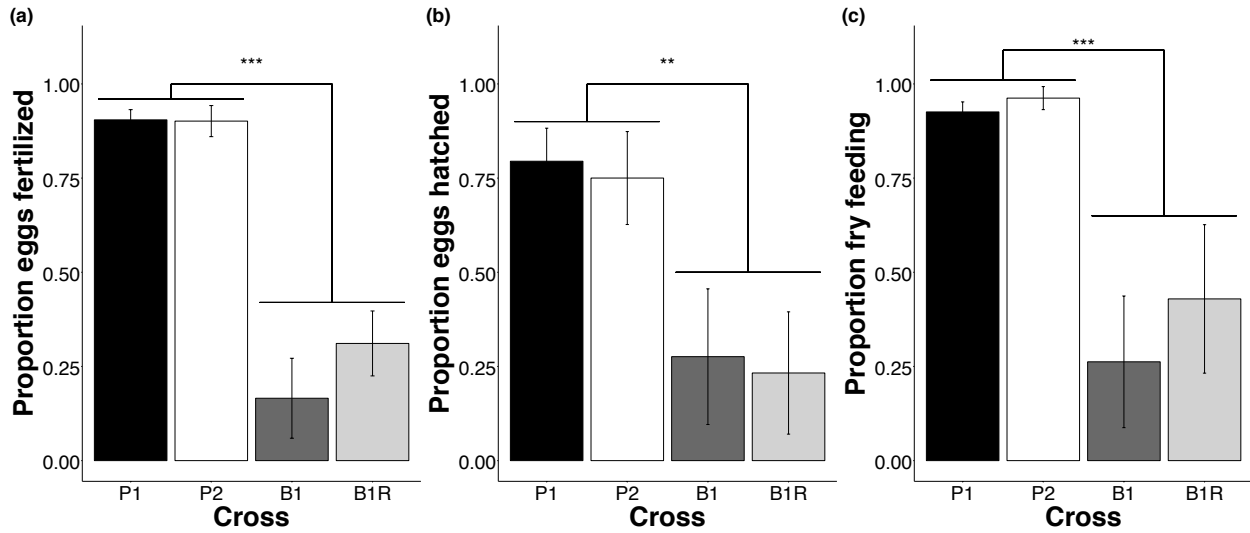 (a)
***
Proportion eggs fertilized
1.00
0.75
0.50
0.25
0.00
P1 P2 B1 B1R
Cross
(b)
**
Proportion eggs hatched
1.00
0.75
0.50
0.25
0.00
P1 P2 B1 B1R
Cross
(c)
***
Proportion fry feeding
1.00
0.75
0.50
0.25
0.00
P1 P2 B1 B1R
Cross